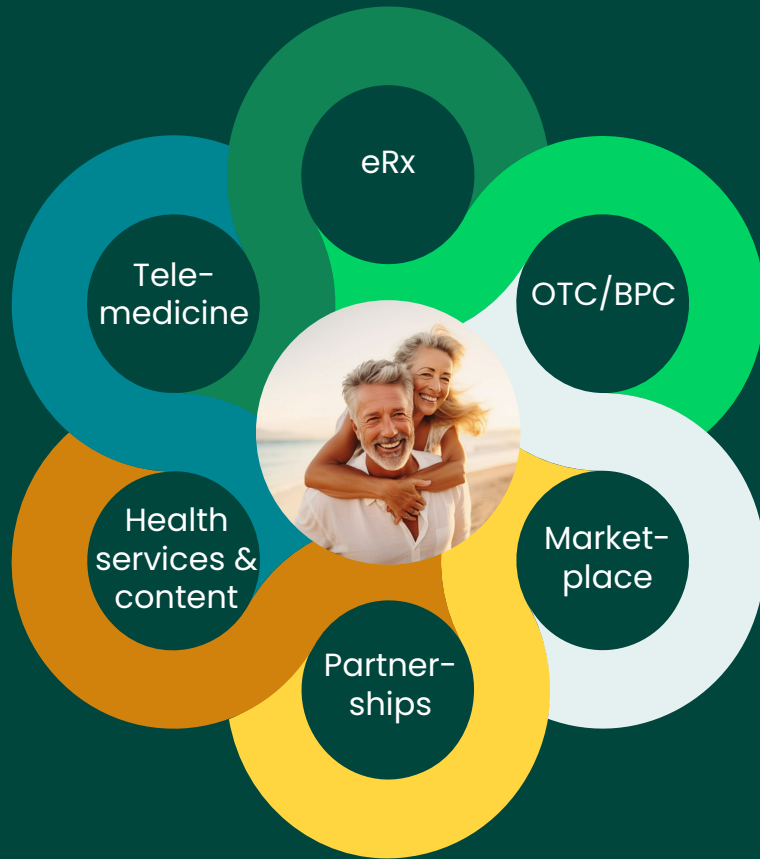 eRx
OTC/BPC
Market-
place
Partner-
ships
Health
services &
content
Tele-
medicine